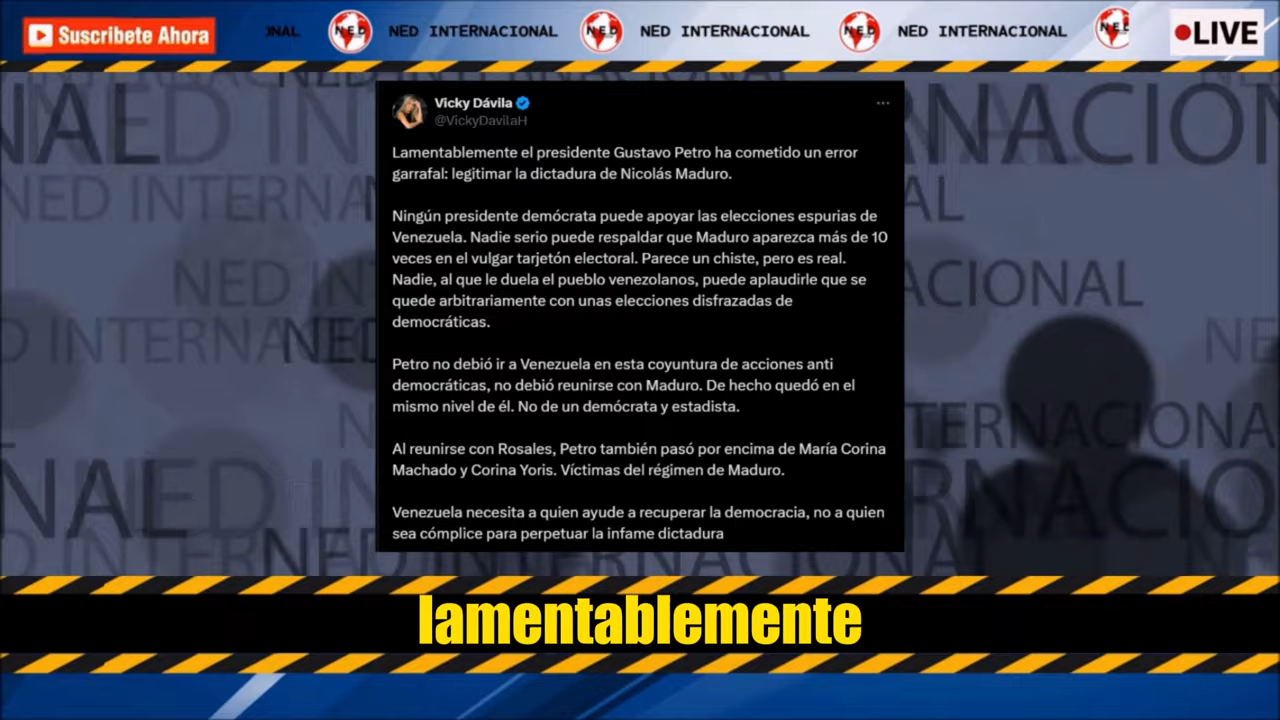 Suscribete Ahora
ONAL NED NED INTERNACIONAL NED NED INTERNACIONAL NED NED INTERNACIONAL NED
LIVE
Vicky Dávila
@VickyDavilaH
Lamentablemente el presidente Gustavo Petro ha cometido un error
garrafal: legitimar la dictadura de Nicolás Maduro.
Ningún presidente demócrata puede apoyar las elecciones espurias de
Venezuela. Nadie serio puede respaldar que Maduro aparezca más de 10
veces en el vulgar tarjetón electoral. Parece un chiste, pero es real.
Nadie, al que le duela el pueblo venezolanos, puede aplaudirle que se
quede arbitrariamente con unas elecciones disfrazadas de
democráticas.
Petro no debió ir a Venezuela en esta coyuntura de acciones anti
democráticas, no debió reunirse con Maduro. De hecho quedó en el
mismo nivel de él. No de un demócrata y estadista.
Al reunirse con Rosales, Petro también pasó por encima de María Corina
Machado y Corina Yoris. Víctimas del régimen de Maduro.
Venezuela necesita a quien ayude a recuperar la democracia, no a quien
sea cómplice para perpetuar la infame dictadura
lamentablemente